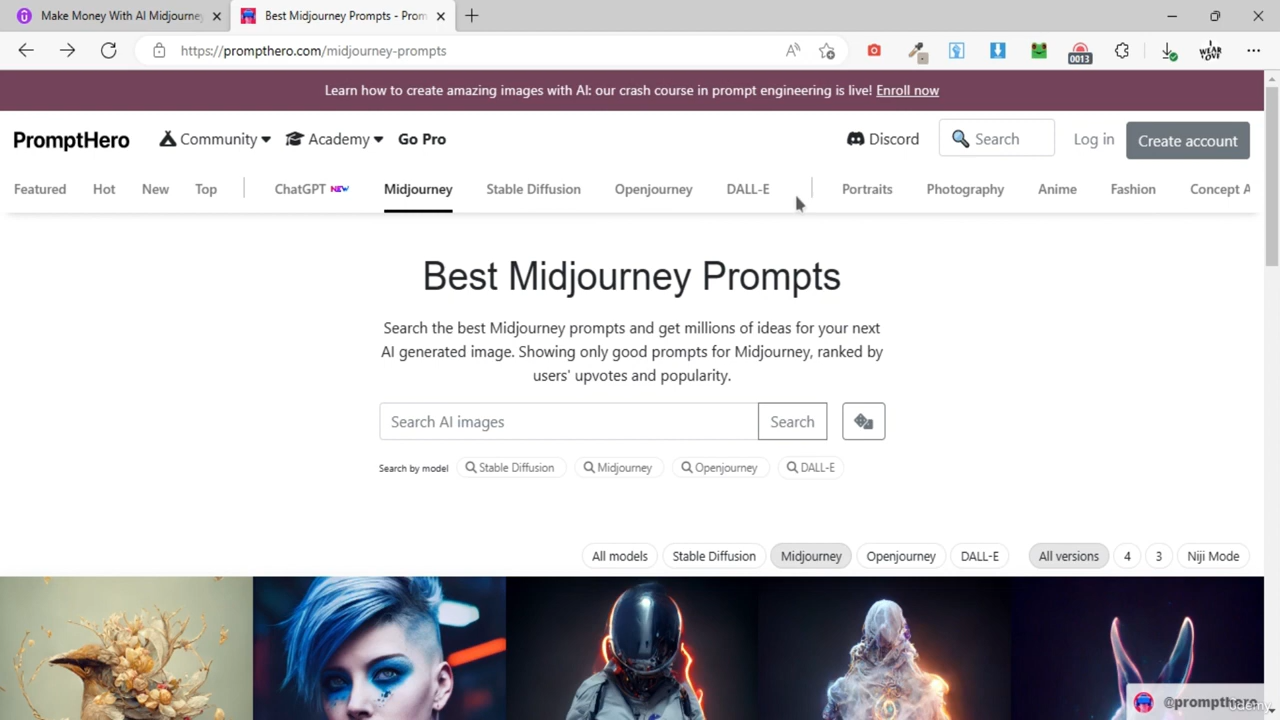 Make Money With AI Midjourney
Best Midjourney Prompts - Prom
https://prompthero.com/midjourney-prompts
0013
I WEAR YOUR
Learn how to create amazing images with AI: our crash course in prompt engineering is live! Enroll now
PromptHero Community Academy Go Pro Discord Search Log in Create account
Featured Hot New Top ChatGPT NEW Midjourney Stable Diffusion Openjourney DALL-E Portraits Photography Anime Fashion Concept A
Best Midjourney Prompts
Search the best Midjourney prompts and get millions of ideas for your next
AI generated image. Showing only good prompts for Midjourney, ranked by
users' upvotes and popularity.
Search AI images Search
Search by model Stable Diffusion Midjourney Openjourney DALL-E
All models Stable Diffusion Midjourney Openjourney DALL-E All versions 4 3 Niji Mode
@prompthero
Udemy